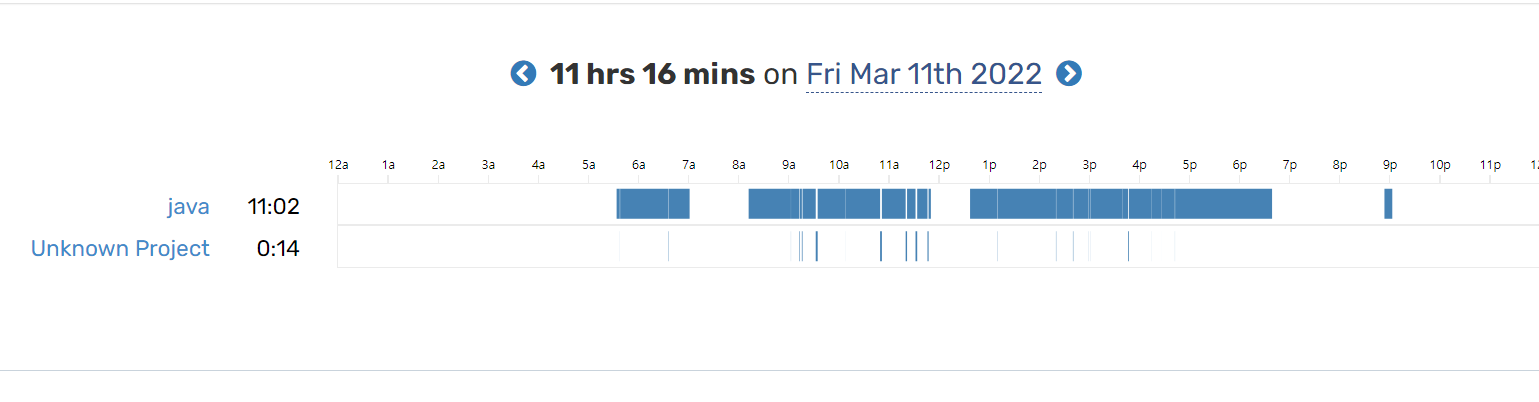 11 hrs 16 mins on Fri Mar 11th 2022
12a 1a 2a 3a 4a 5a 6a 7a 8a 9a 10a 11a 12p 1p 2p 3p 4p 5p 6p 7p 8p 9p 10p 11p 12
java 11:02
Unknown Project 0:14